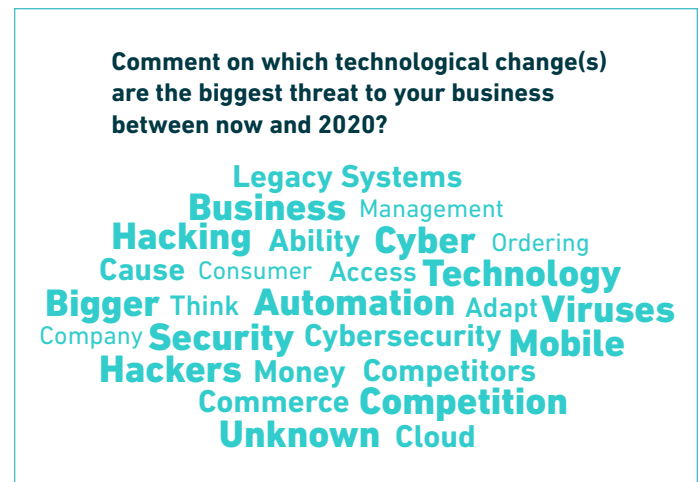 Comment on which technological change(s)
are the biggest threat to your business
between now and 2020?
Legacy Systems
Business Management
Hacking Ability Cyber Ordering
Cause Consumer Access Technology
Bigger Think Automation Adapt Viruses
Company Security Cybersecurity Mobile
Hackers Money Competitors
Commerce Competition
Unknown Cloud